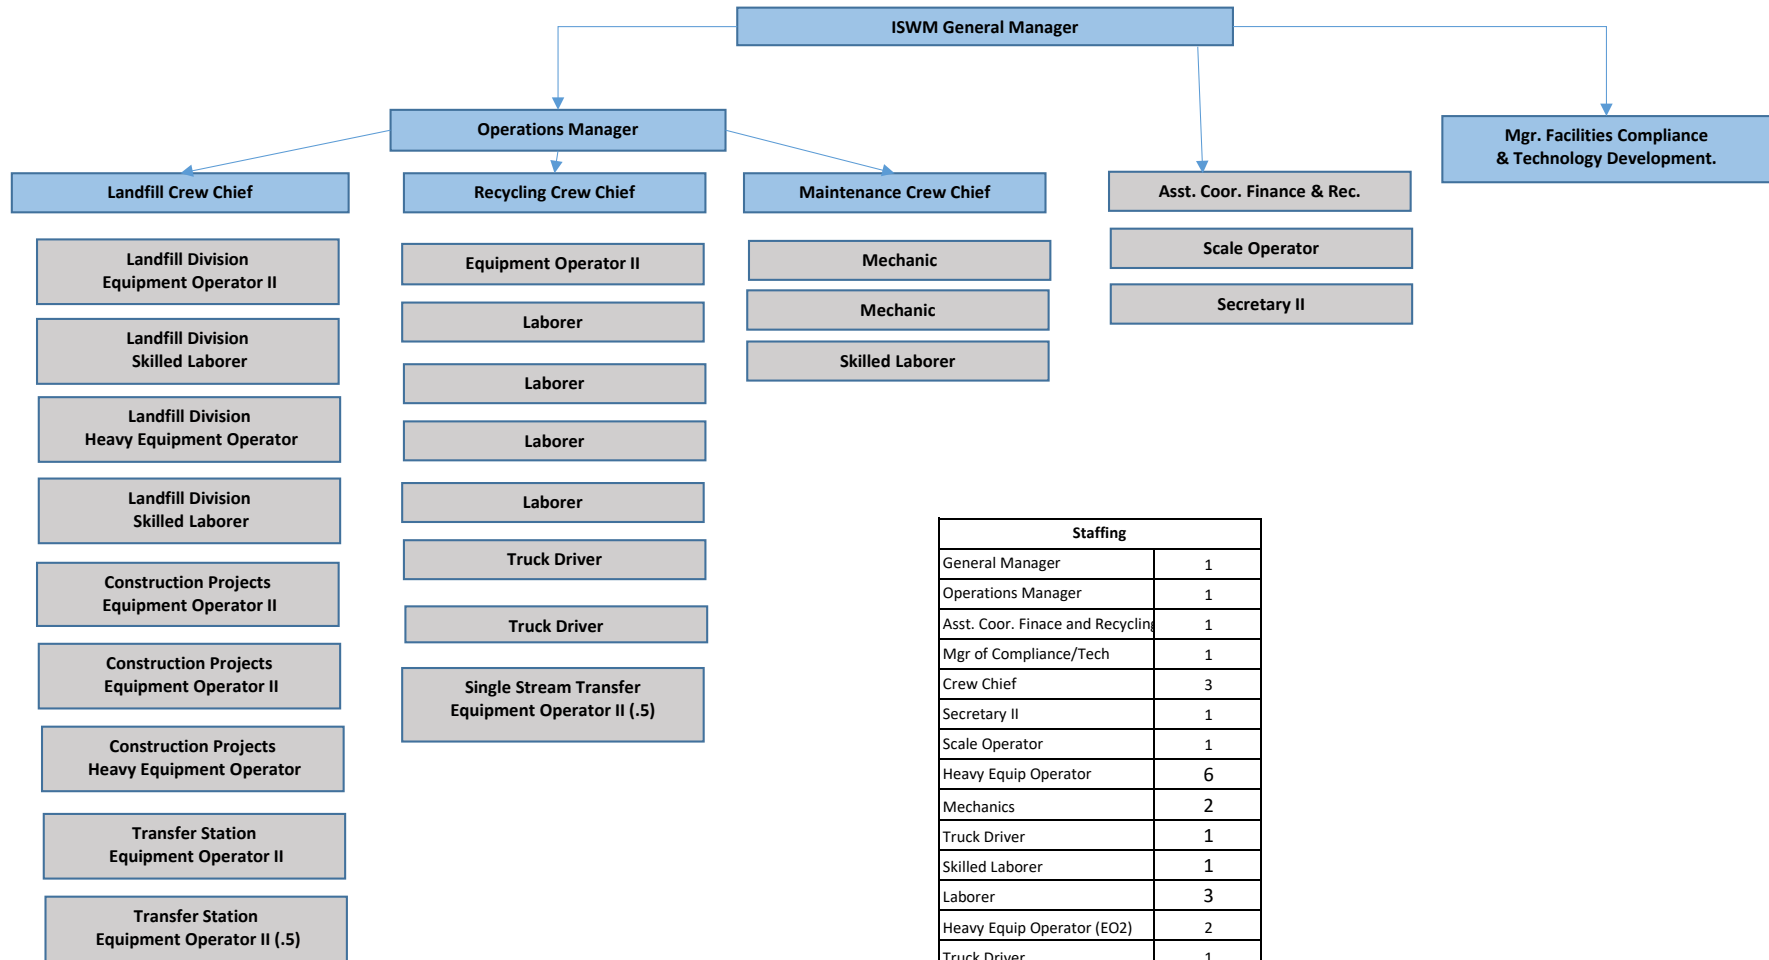 ISWM General Manager
Operations Manager
Mgr. Facilities Compliance
& Technology Development.
Landfill Crew Chief
Recycling Crew Chief
Maintenance Crew Chief
Asst. Coor. Finance & Rec.
Landfill Division
Equipment Operator II
Landfill Division
Skilled Laborer
Landfill Division
Heavy Equipment Operator
Landfill Division
Skilled Laborer
Construction Projects
Equipment Operator II
Construction Projects
Equipment Operator II
Construction Projects
Heavy Equipment Operator
Transfer Station
Equipment Operator II
Transfer Station
Equipment Operator II (.5)
Equipment Operator II
Laborer
Laborer
Laborer
Laborer
Truck Driver
Truck Driver
Single Stream Transfer
Equipment Operator II (.5)
Mechanic
Mechanic
Skilled Laborer
Scale Operator
Secretary II
Staffing
General Manager 1
Operations Manager 1
Asst. Coor. Finace and Recycling 1
Mgr of Compliance/Tech 1
Crew Chief 3
Secretary II 1
Scale Operator 1
Heavy Equip Operator 6
Mechanics 2
Truck Driver 1
Skilled Laborer 1
Laborer 3
Heavy Equip Operator (EO2) 2
Truck Driver 1